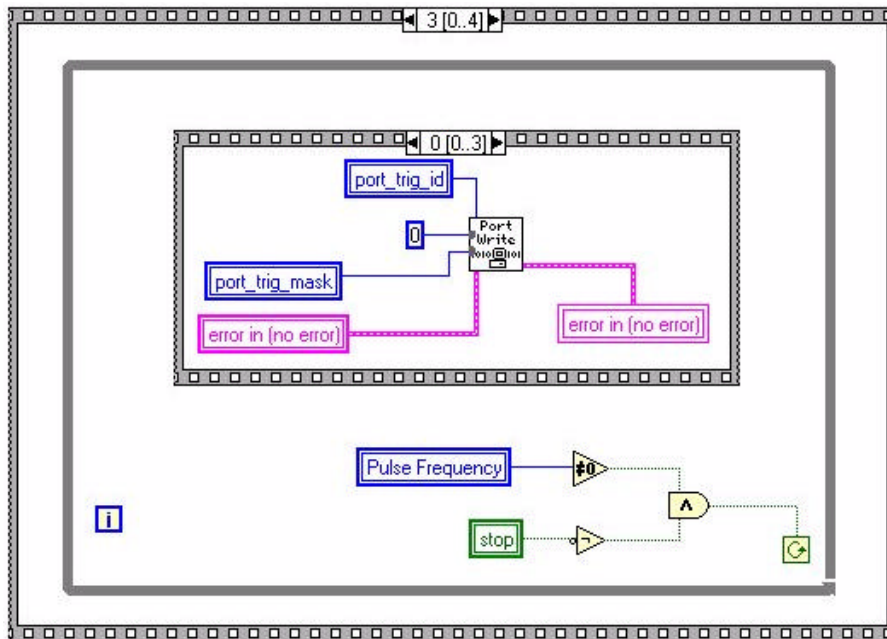 3 [0..4]
0 [0..3]
port_trig_id
Port
Write
0
port_trig_mask
error in (no error)
error in (no error)
Pulse Frequency
≠0
∧
i
stop
¬